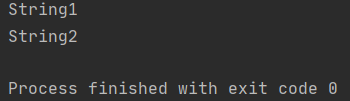 String1
String2
Process finished with exit code 0